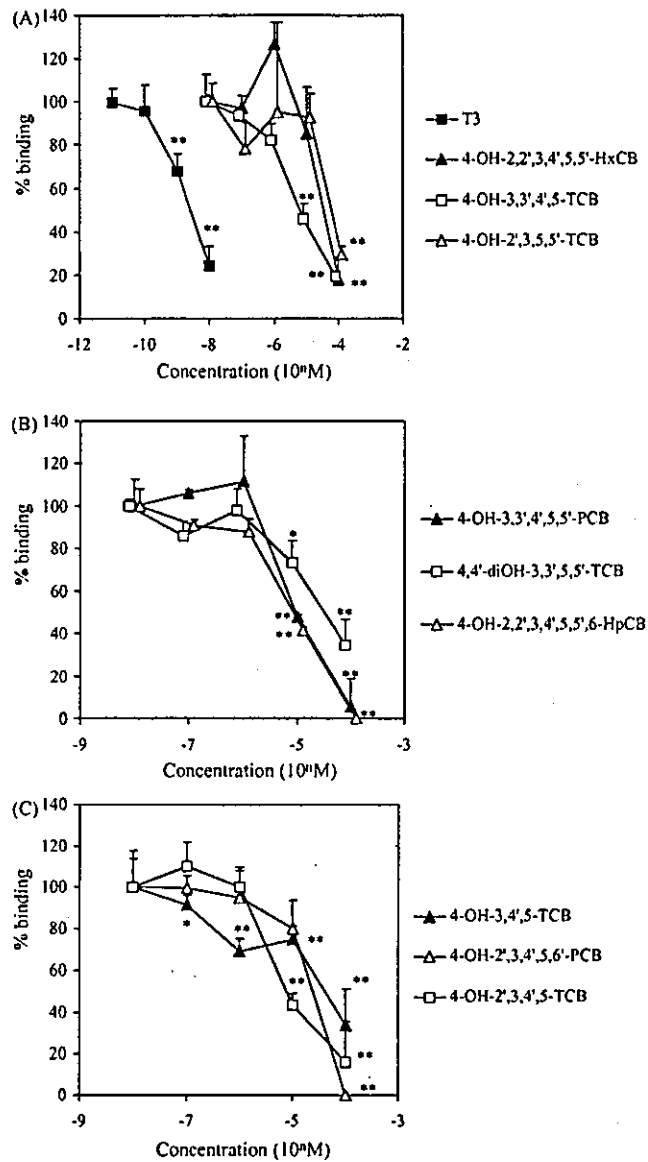 (A)
140
120
100
80
60
40
20
0
% binding
-12 -10 -8 -6 -4 -2
Concentration (10ⁿM)
** ** ** ** ** **
T3
4-OH-2,2',3,4',5,5'-HxCB
4-OH-3,3',4',5-TCB
4-OH-2',3,5,5'-TCB
(B)
140
120
100
80
60
40
20
0
% binding
-9 -7 -5 -3
Concentration (10ⁿM)
* ** ** ** ** **
4-OH-3,3',4',5,5'-PCB
4,4'-diOH-3,3',5,5'-TCB
4-OH-2,2',3,4',5,5',6-HpCB
(C)
140
120
100
80
60
40
20
0
% binding
-9 -7 -5 -3
Concentration (10ⁿM)
* ** ** ** ** ** **
4-OH-3,4',5-TCB
4-OH-2',3,4',5,6'-PCB
4-OH-2',3,4',5-TCB